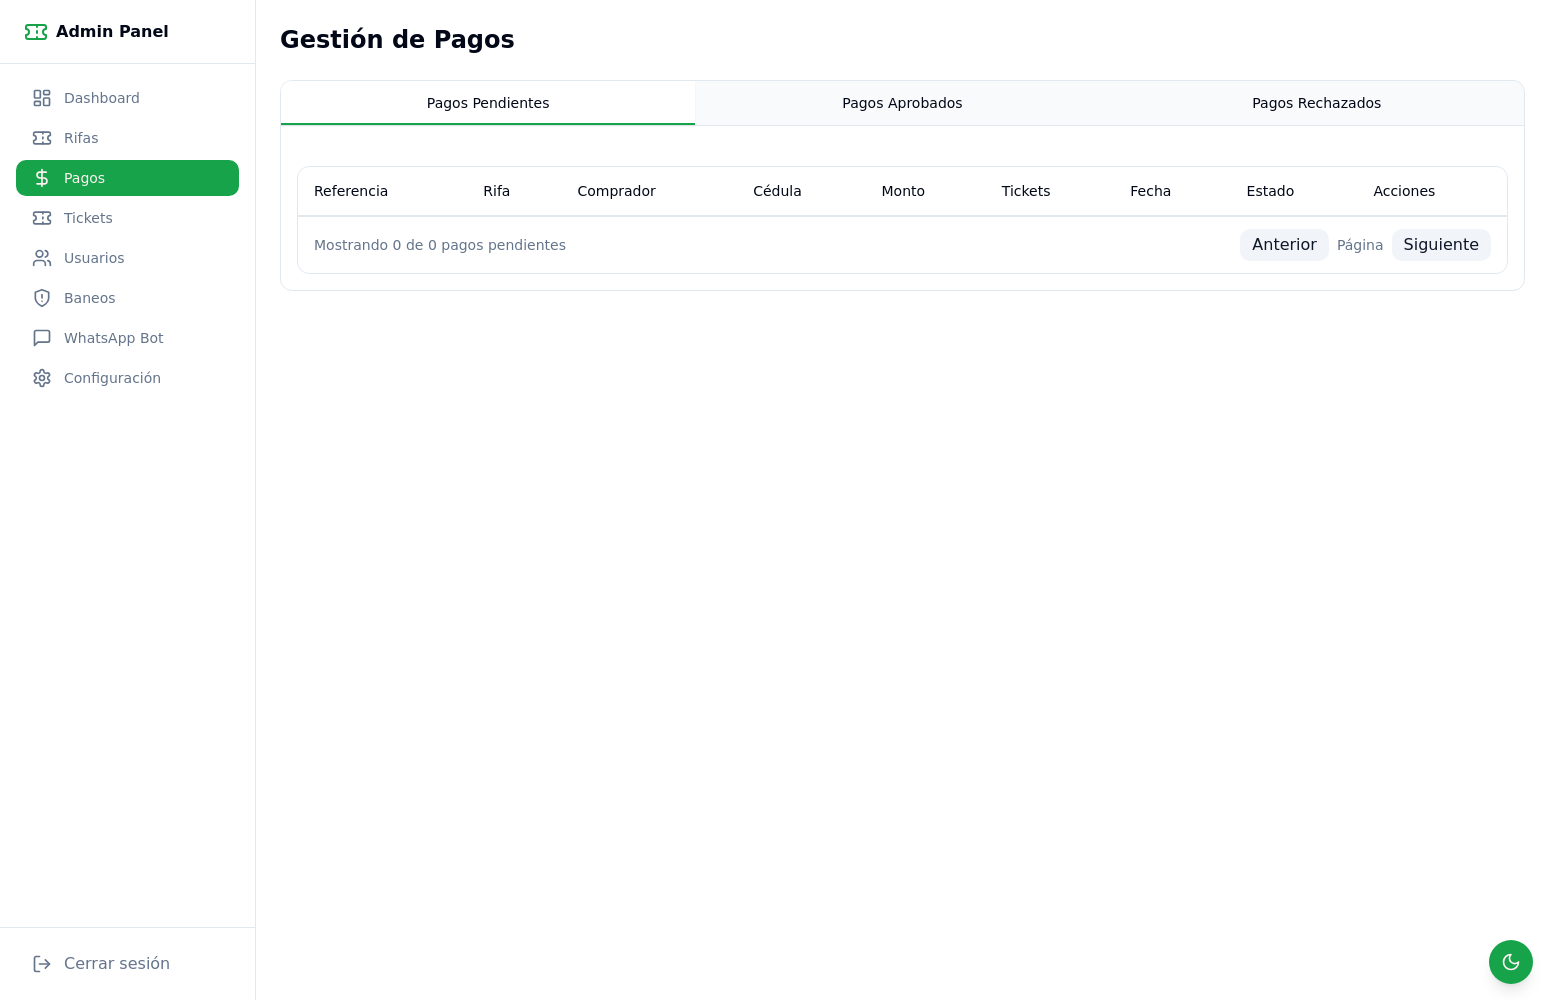 Admin Panel
Dashboard
Rifas
Pagos
Tickets
Usuarios
Baneos
WhatsApp Bot
Configuración
Cerrar sesión
Gestión de Pagos
Pagos Pendientes Pagos Aprobados Pagos Rechazados
Referencia Rifa Comprador Cédula Monto Tickets Fecha Estado Acciones
Mostrando 0 de 0 pagos pendientes Anterior Página Siguiente